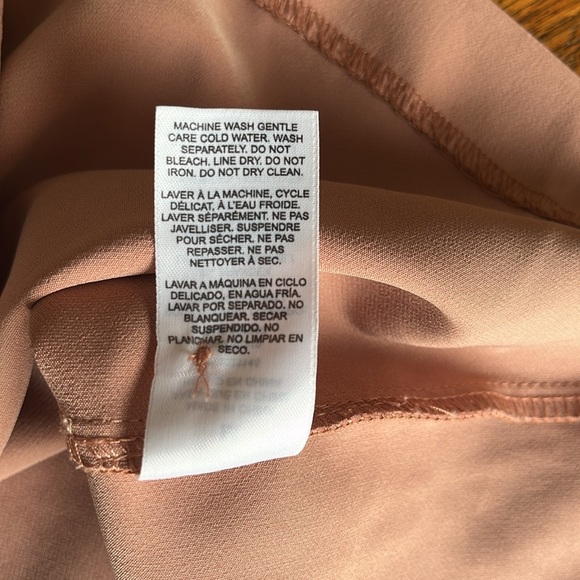 MACHINE WASH GENTLE
CARE COLD WATER. WASH
SEPARATELY. DO NOT
BLEACH. LINE DRY. DO NOT
IRON. DO NOT DRY CLEAN.
LAVER À LA MACHINE, CYCLE
DÉLICAT, À L'EAU FROIDE.
LAVER SÉPARÉMENT. NE PAS
JAVELLISER. SUSPENDRE
POUR SÉCHER. NE PAS
REPASSER. NE PAS
NETTOYER À SEC.
LAVAR A MÁQUINA EN CICLO
DELICADO, EN AGUA FRÍA.
LAVAR POR SEPARADO. NO
BLANQUEAR. SECAR
SUSPENDIDO. NO
PLANCHAR. NO LIMPIAR EN
SECO.